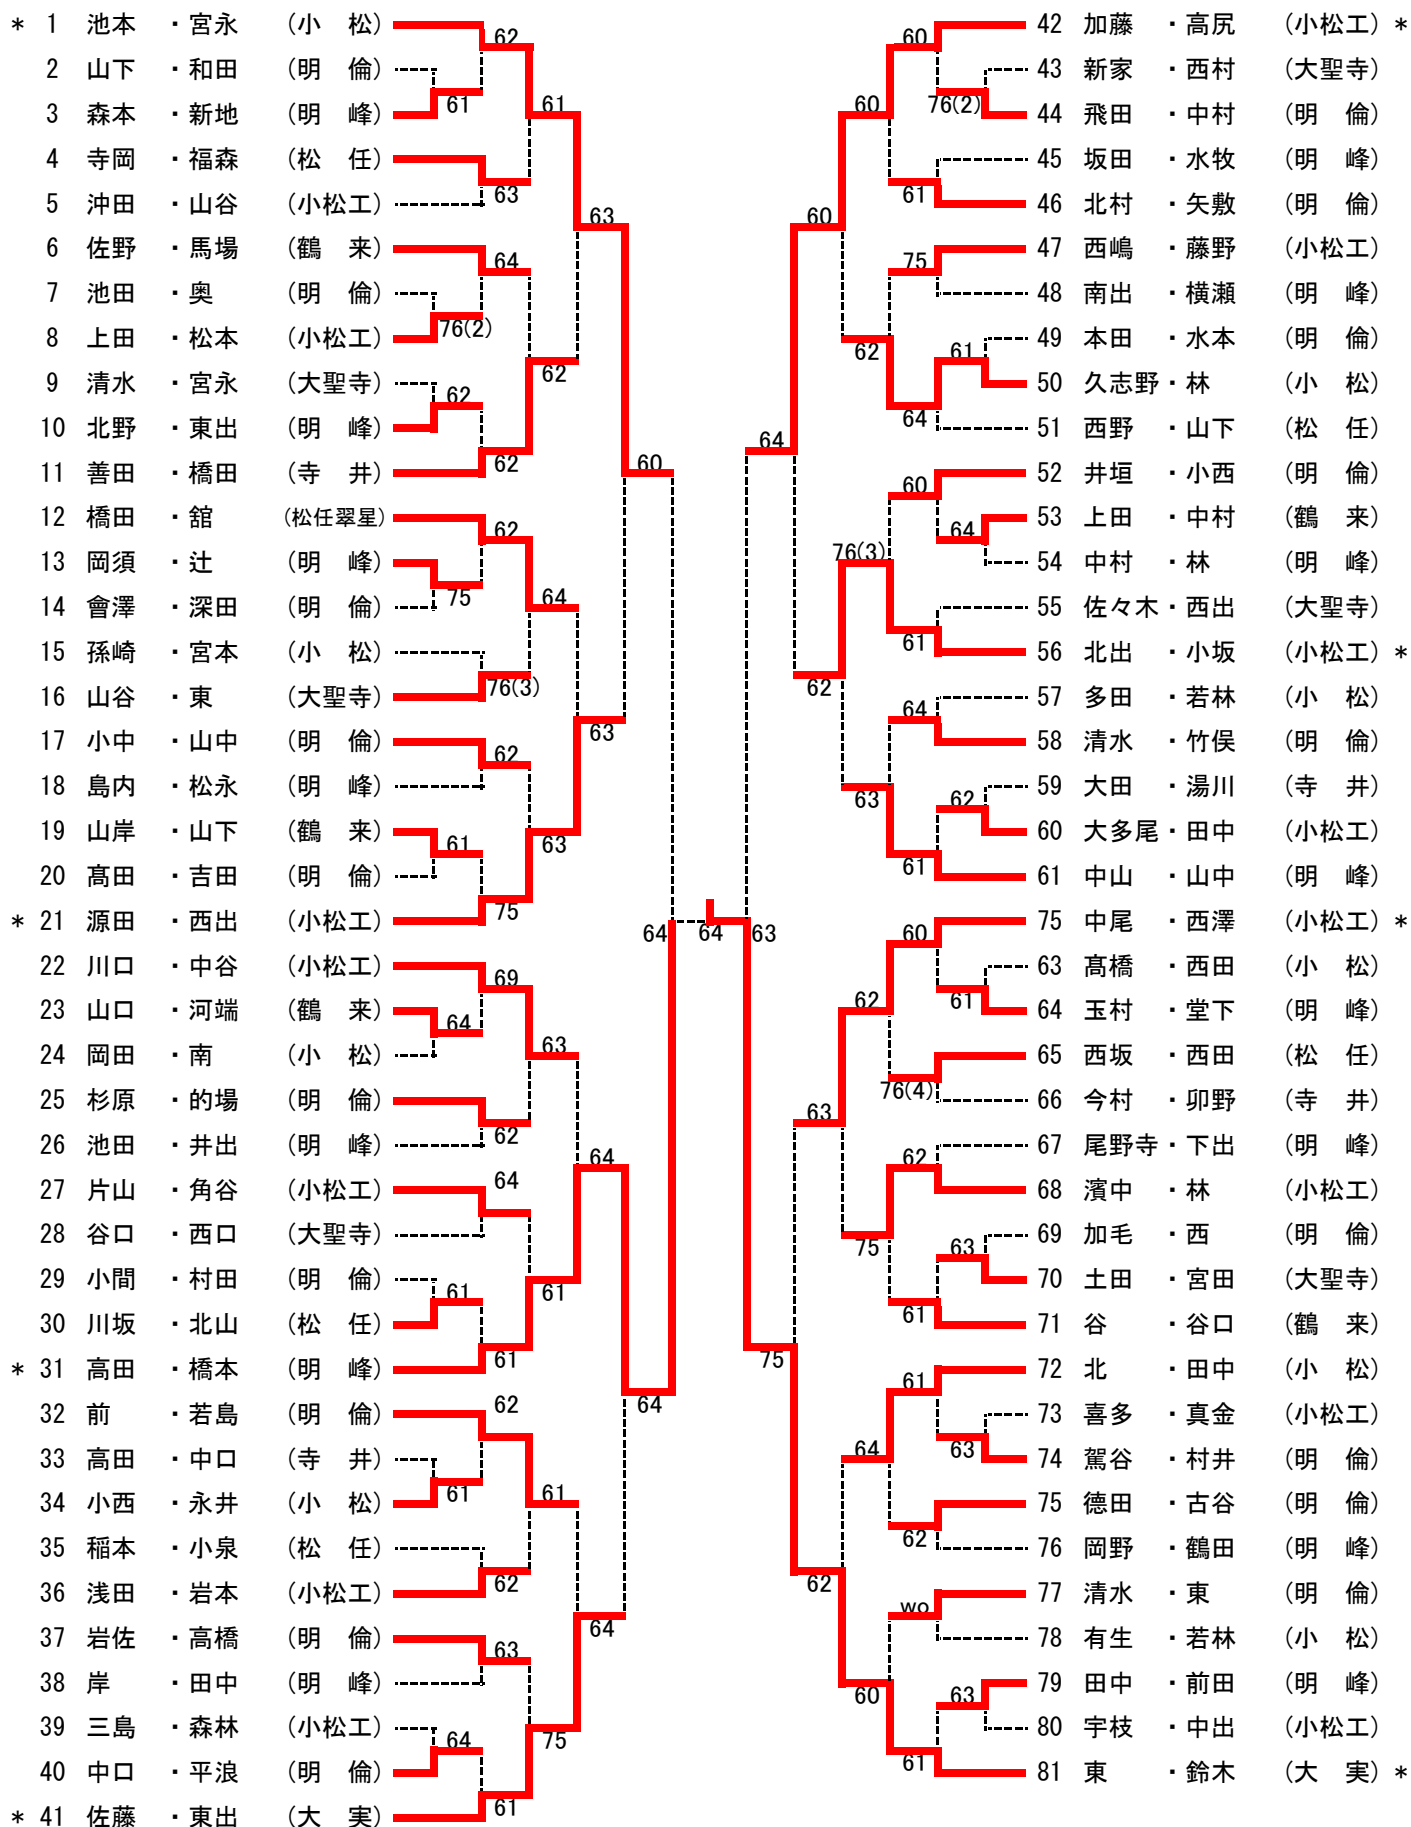 * 1 池本 ・宮永 (小 松)
2 山下 ・和田 (明 倫)
3 森本 ・新地 (明 峰)
4 寺岡 ・福森 (松 任)
5 沖田 ・山谷 (小松工)
6 佐野 ・馬場 (鶴 来)
7 池田 ・奥 (明 倫)
8 上田 ・松本 (小松工)
9 清水 ・宮永 (大聖寺)
10 北野 ・東出 (明 峰)
11 善田 ・橋田 (寺 井)
12 橋田 ・舘 (松任翠星)
13 岡須 ・辻 (明 峰)
14 會澤 ・深田 (明 倫)
15 孫崎 ・宮本 (小 松)
16 山谷 ・東 (大聖寺)
17 小中 ・山中 (明 倫)
18 島内 ・松永 (明 峰)
19 山岸 ・山下 (鶴 来)
20 髙田 ・吉田 (明 倫)
* 21 源田 ・西出 (小松工)
22 川口 ・中谷 (小松工)
23 山口 ・河端 (鶴 来)
24 岡田 ・南 (小 松)
25 杉原 ・的場 (明 倫)
26 池田 ・井出 (明 峰)
27 片山 ・角谷 (小松工)
28 谷口 ・西口 (大聖寺)
29 小間 ・村田 (明 倫)
30 川坂 ・北山 (松 任)
* 31 高田 ・橋本 (明 峰)
32 前 ・若島 (明 倫)
33 高田 ・中口 (寺 井)
34 小西 ・永井 (小 松)
35 稲本 ・小泉 (松 任)
36 浅田 ・岩本 (小松工)
37 岩佐 ・高橋 (明 倫)
38 岸 ・田中 (明 峰)
39 三島 ・森林 (小松工)
40 中口 ・平浪 (明 倫)
* 41 佐藤 ・東出 (大 実)
62
61
63
64
76(2)
62
62
62
75
76(3)
62
61
75
69
64
62
64
61
61
62
61
62
63
64
61
61
62
64
63
63
61
61
75
63
63
64
64
60
64
64
64
63
64
75
60
62
63
62
60
62
76(3)
63
62
75
64
60
60
76(2)
61
75
61
64
60
64
61
64
62
61
60
61
76(4)
62
63
61
61
63
62
wo
63
61
42 加藤 ・高尻 (小松工) *
43 新家 ・西村 (大聖寺)
44 飛田 ・中村 (明 倫)
45 坂田 ・水牧 (明 峰)
46 北村 ・矢敷 (明 倫)
47 西嶋 ・藤野 (小松工)
48 南出 ・横瀬 (明 峰)
49 本田 ・水本 (明 倫)
50 久志野・林 (小 松)
51 西野 ・山下 (松 任)
52 井垣 ・小西 (明 倫)
53 上田 ・中村 (鶴 来)
54 中村 ・林 (明 峰)
55 佐々木・西出 (大聖寺)
56 北出 ・小坂 (小松工) *
57 多田 ・若林 (小 松)
58 清水 ・竹俣 (明 倫)
59 大田 ・湯川 (寺 井)
60 大多尾・田中 (小松工)
61 中山 ・山中 (明 峰)
75 中尾 ・西澤 (小松工) *
63 髙橋 ・西田 (小 松)
64 玉村 ・堂下 (明 峰)
65 西坂 ・西田 (松 任)
66 今村 ・卯野 (寺 井)
67 尾野寺・下出 (明 峰)
68 濱中 ・林 (小松工)
69 加毛 ・西 (明 倫)
70 土田 ・宮田 (大聖寺)
71 谷 ・谷口 (鶴 来)
72 北 ・田中 (小 松)
73 喜多 ・真金 (小松工)
74 駕谷 ・村井 (明 倫)
75 德田 ・古谷 (明 倫)
76 岡野 ・鶴田 (明 峰)
77 清水 ・東 (明 倫)
78 有生 ・若林 (小 松)
79 田中 ・前田 (明 峰)
80 宇枝 ・中出 (小松工)
81 東 ・鈴木 (大 実) *